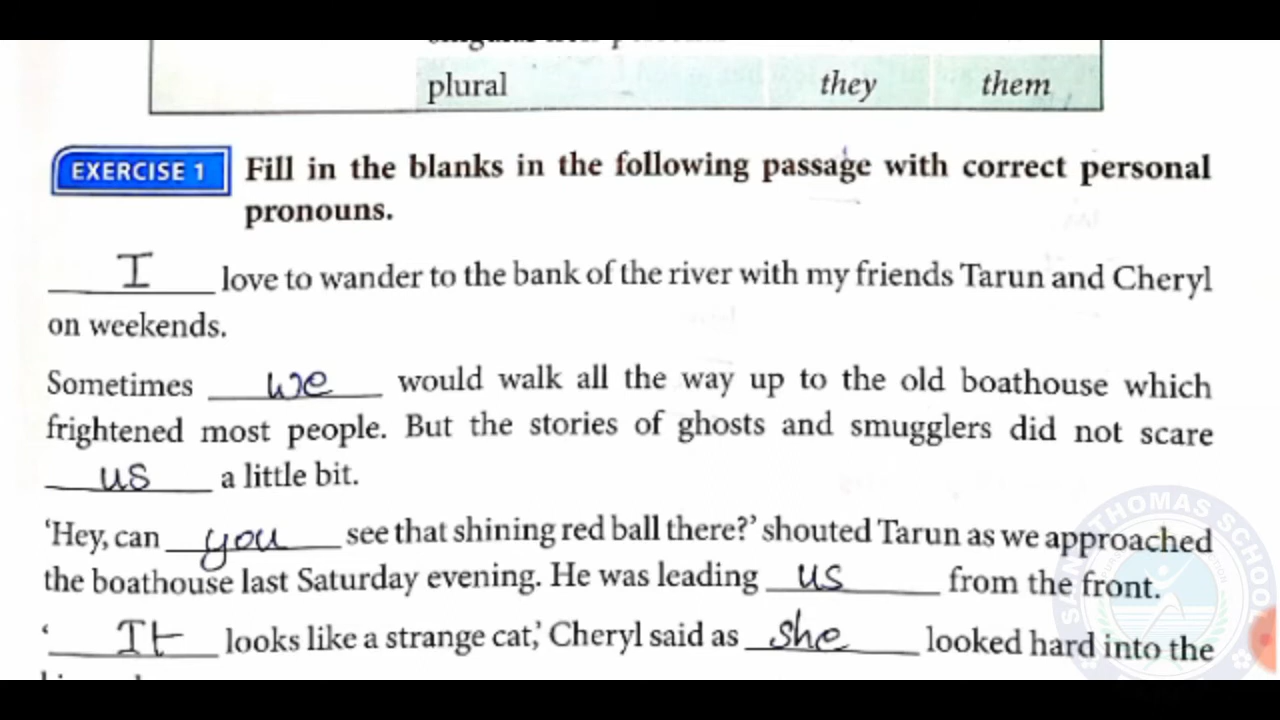 plural they them
EXERCISE 1 Fill in the blanks in the following passage with correct personal
pronouns.
I love to wander to the bank of the river with my friends Tarun and Cheryl
on weekends.
Sometimes we would walk all the way up to the old boathouse which
frightened most people. But the stories of ghosts and smugglers did not scare
us a little bit.
‘Hey, can you see that shining red ball there?’ shouted Tarun as we approached
the boathouse last Saturday evening. He was leading us from the front.
‘ It looks like a strange cat,’ Cheryl said as she looked hard into the
THOMAS SCHOOL